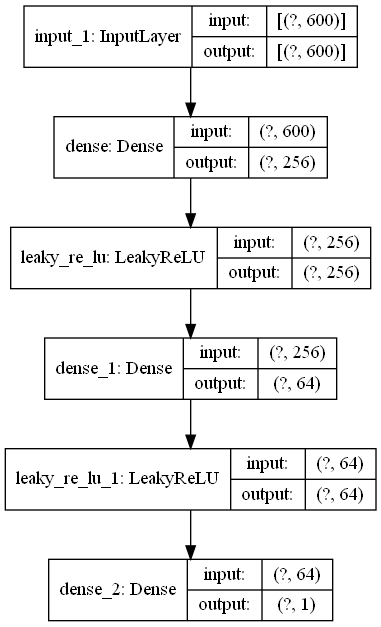 input_1: InputLayer input: [(?, 600)]
output: [(?, 600)]
dense: Dense input: (?, 600)
output: (?, 256)
leaky_re_lu: LeakyReLU input: (?, 256)
output: (?, 256)
dense_1: Dense input: (?, 256)
output: (?, 64)
leaky_re_lu_1: LeakyReLU input: (?, 64)
output: (?, 64)
dense_2: Dense input: (?, 64)
output: (?, 1)